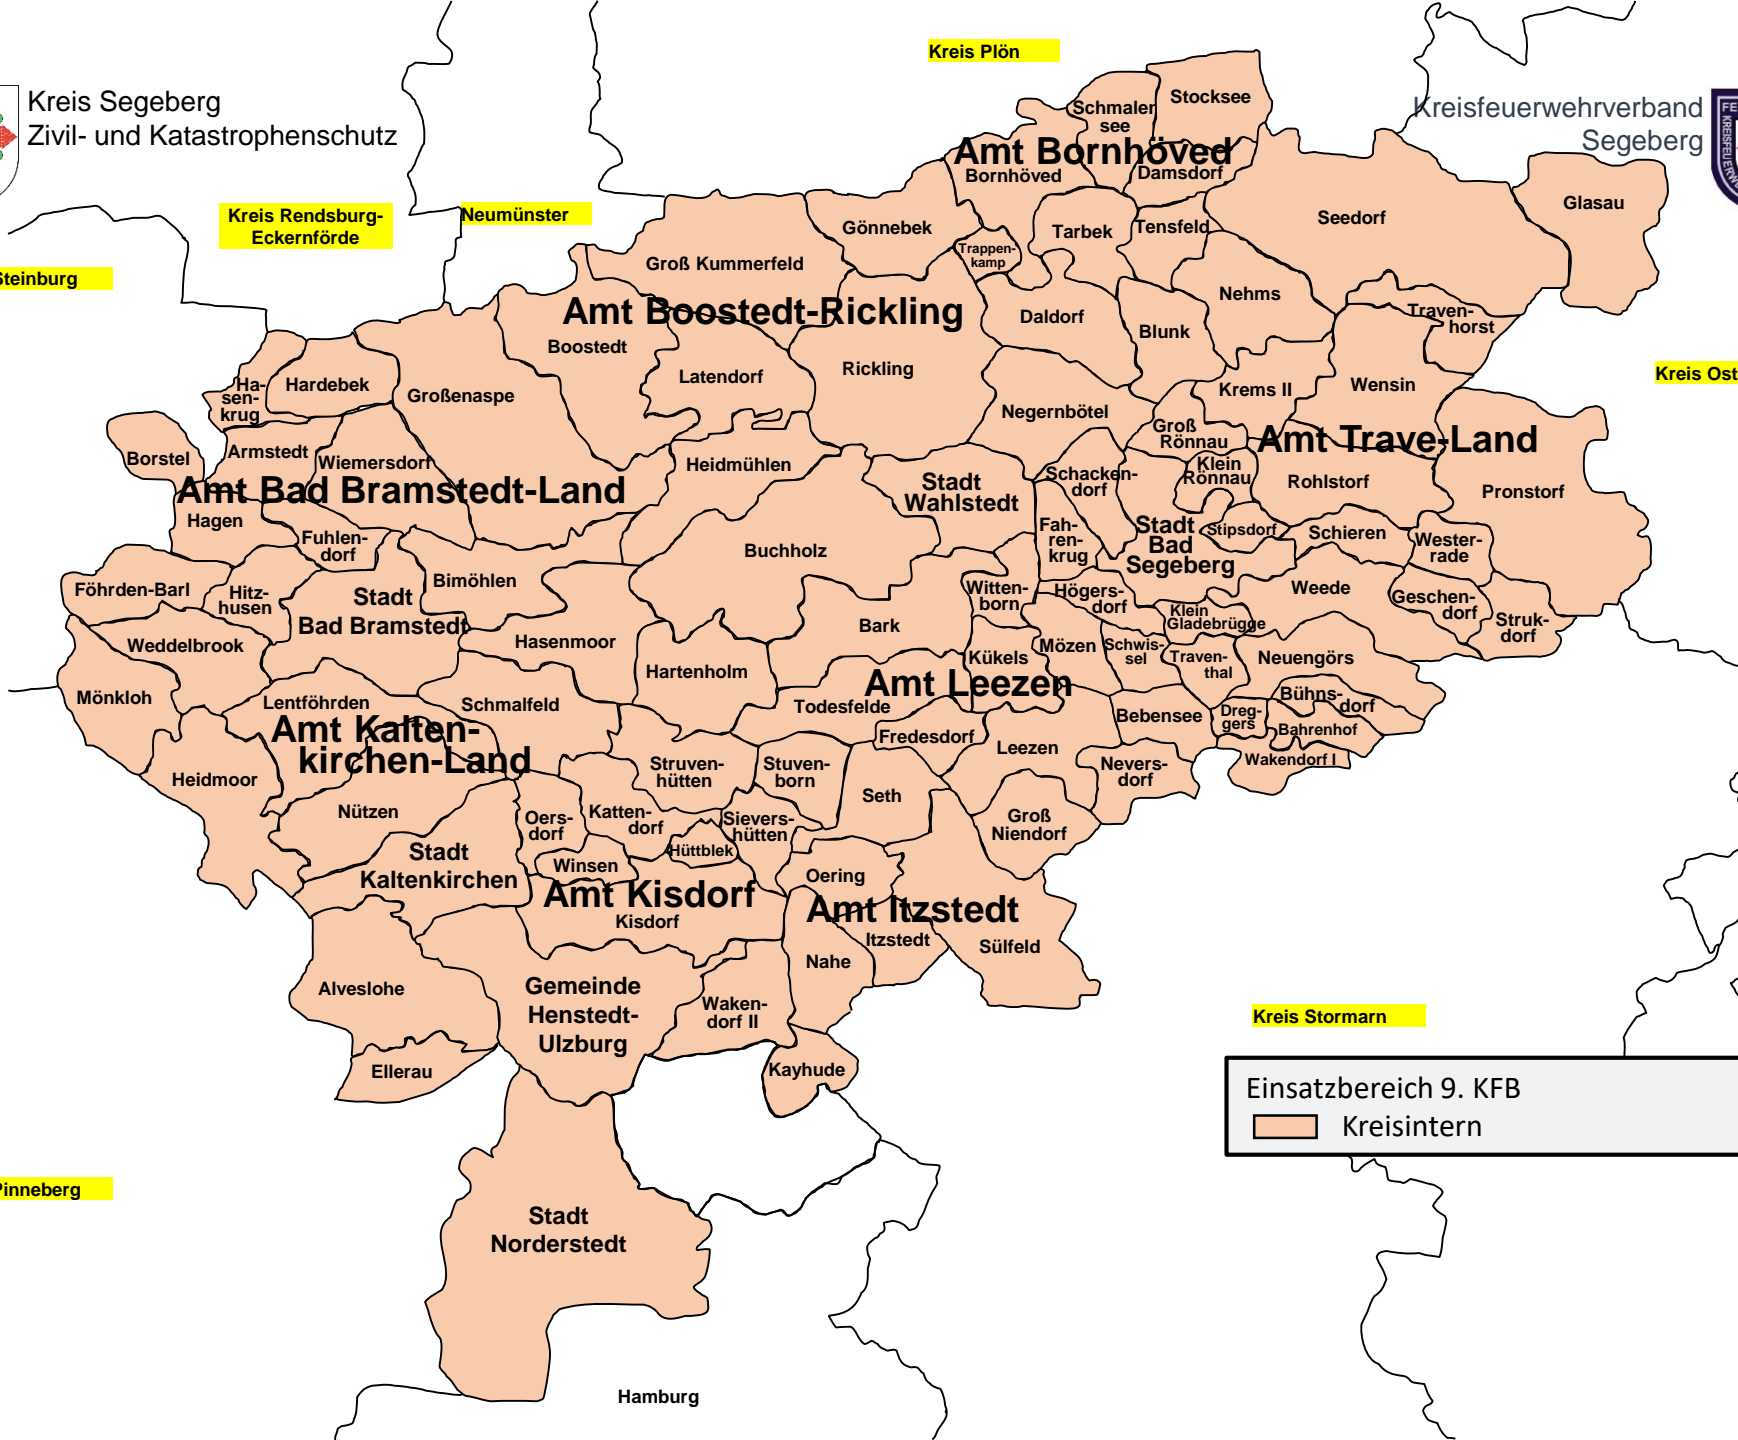 Kreis Segeberg
Zivil- und Katastrophenschutz
Kreisfeuerwehrverband
Segeberg
Kreis Plön
Kreis Rendsburg-
Eckernförde
Neumünster
Steinburg
Kreis Ost
Kreis Stormarn
Pinneberg
Hamburg
Amt Bornhöved
Schmalen
see
Stocksee
Bornhöved
Damsdorf
Gönnebek
Trappen-
kamp
Tarbek
Tensfeld
Seedorf
Glasau
Groß Kummerfeld
Amt Boostedt-Rickling
Boostedt
Latendorf
Rickling
Daldorf
Blunk
Nehms
Traven-
horst
Ha-
sen-
krug
Hardebek
Großenaspe
Negernbötel
Krems II
Wensin
Groß
Rönnau
Amt Trave-Land
Borstel
Armstedt
Wiemersdorf
Amt Bad Bramstedt-Land
Heidmühlen
Stadt
Wahlstedt
Schacken-
dorf
Klein
Rönnau
Rohlstorf
Pronstorf
Hagen
Fuhlen-
dorf
Buchholz
Fah-
ren-
krug
Stadt
Bad
Segeberg
Stipsdorf
Schieren
Wester-
rade
Föhrden-Barl
Hitz-
husen
Stadt
Bad Bramstedt
Bimöhlen
Witten-
born
Högers-
dorf
Klein
Gladebrügge
Weede
Geschen-
dorf
Struk-
dorf
Weddelbrook
Hasenmoor
Bark
Hartenholm
Kükels
Mözen
Schwis-
sel
Traven-
thal
Neuengörs
Mönkloh
Lentföhrden
Schmalfeld
Amt Leezen
Todesfelde
Bebensee
Dreg-
gers
Bühns-
dorf
Bahrenhof
Wakendorf I
Amt Kalten-
kirchen-Land
Fredesdorf
Leezen
Nevers-
dorf
Heidmoor
Struven-
hütten
Stuven-
born
Seth
Groß
Niendorf
Nützen
Oers-
dorf
Katten-
dorf
Sievers-
hütten
Hüttblek
Stadt
Kaltenkirchen
Winsen
Oering
Amt Kisdorf
Kisdorf
Amt Itzstedt
Itzstedt
Sülfeld
Nahe
Alveslohe
Gemeinde
Henstedt-
Ulzburg
Waken-
dorf II
Ellerau
Kayhude
Stadt
Norderstedt
Einsatzbereich 9. KFB
Kreisintern